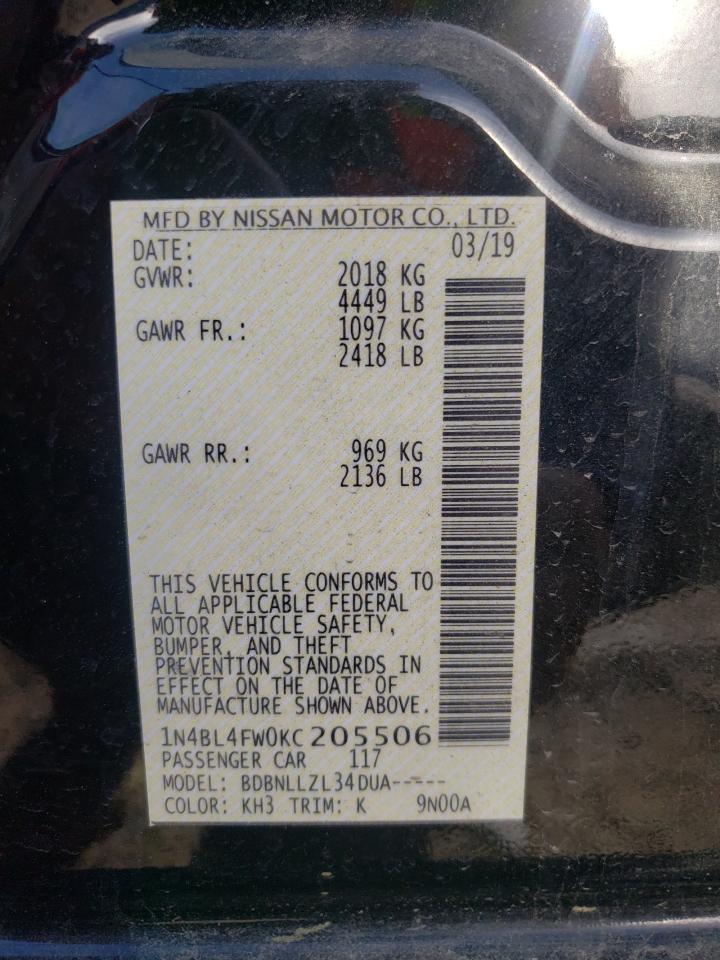 MFD BY NISSAN MOTOR CO., LTD.
DATE: 03/19
GVWR: 2018 KG
4449 LB
GAWR FR.: 1097 KG
2418 LB
GAWR RR.: 969 KG
2136 LB
THIS VEHICLE CONFORMS TO
ALL APPLICABLE FEDERAL
MOTOR VEHICLE SAFETY,
BUMPER, AND THEFT
PREVENTION STANDARDS IN
EFFECT ON THE DATE OF
MANUFACTURE SHOWN ABOVE.
1N4BL4FW0KC205506
PASSENGER CAR 117
MODEL: BDBNLLZL34DUA-----
COLOR: KH3 TRIM: K 9N00A